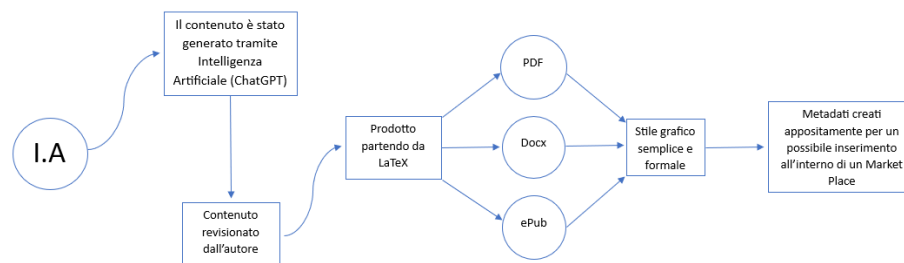 I.A
Il contenuto è stato
generato tramite
Intelligenza
Artificiale (ChatGPT)
Contenuto
revisionato
dall'autore
Prodotto
partendo da
LaTeX
PDF
Docx
ePub
Stile grafico
semplice e
formale
Metadati creati
appositamente per un
possibile inserimento
all'interno di un Market
Place